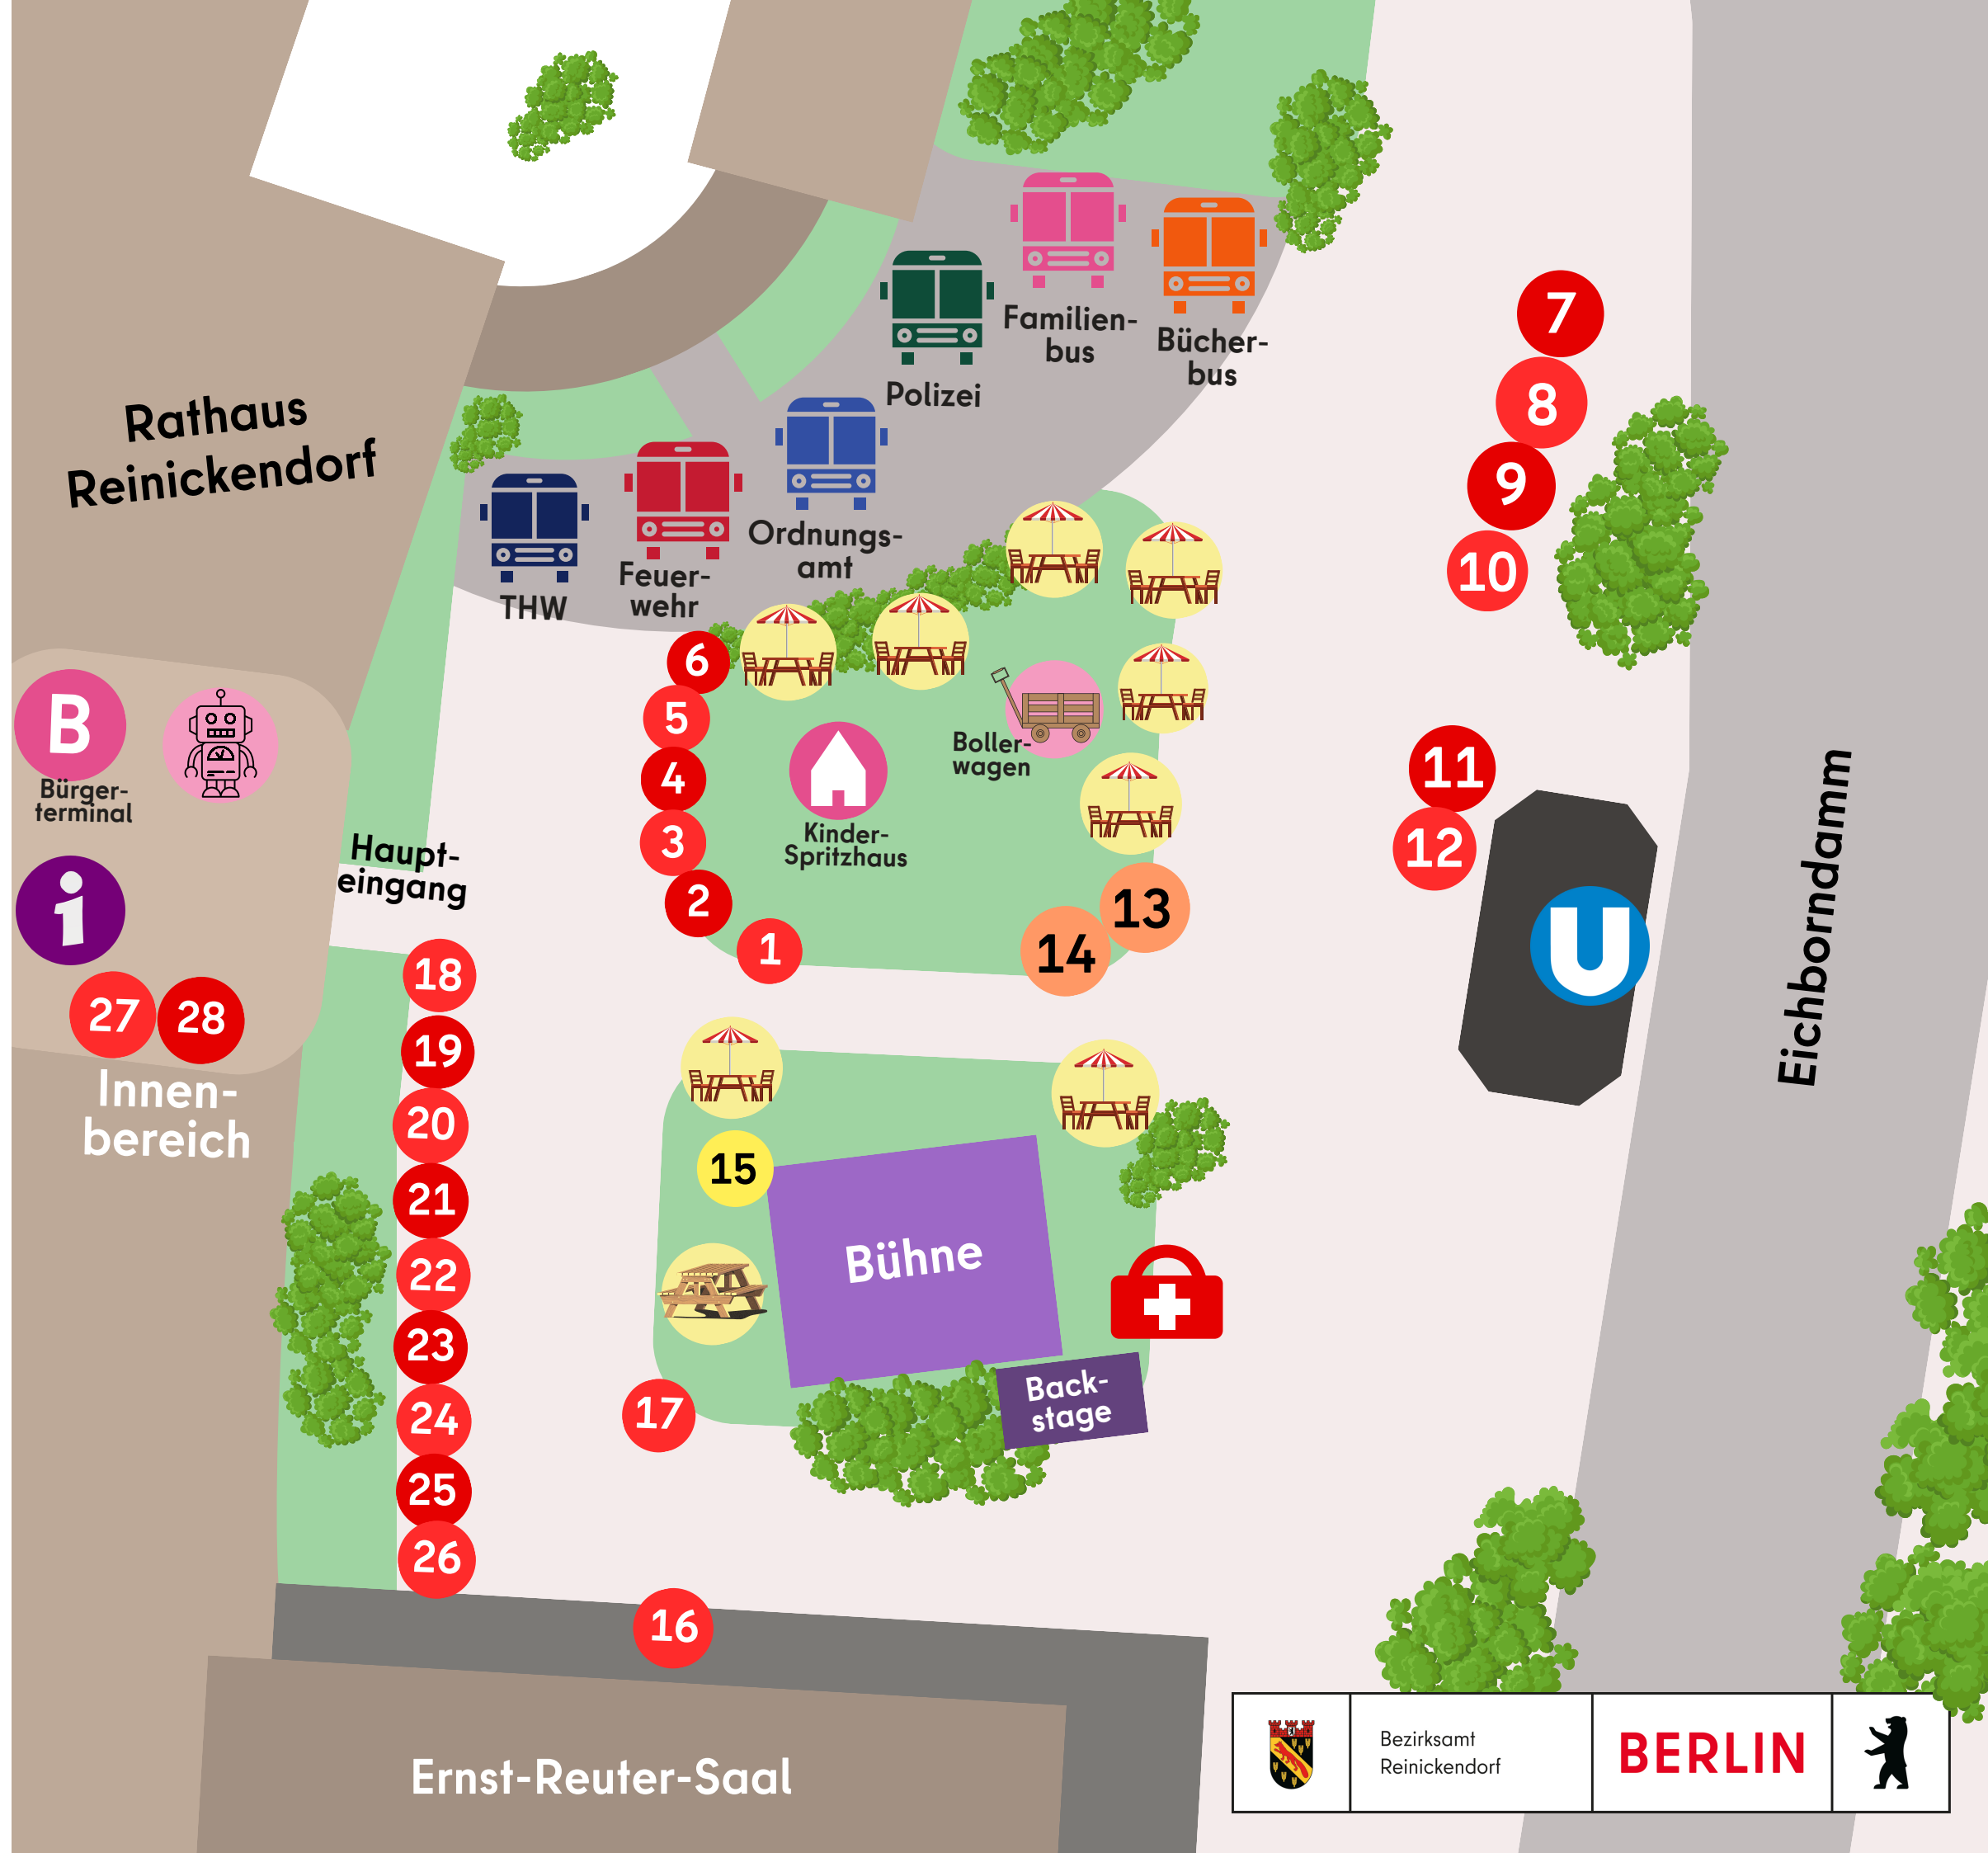 Rathaus
Reinickendorf
THW
Feuer-
wehr
Ordnungs-
amt
Polizei
Familien-
bus
Bücher-
bus
7
8
9
10
6
5
4
3
2
1
Kinder-
Spritzhaus
Boller-
wagen
11
12
13
14
U
Eichborndamm
B
Bürger-
terminal
i
27
28
Innen-
bereich
Haupt-
eingang
18
19
20
21
22
23
24
25
26
15
Bühne
Back-
stage
17
16
Ernst-Reuter-Saal
Bezirksamt
Reinickendorf
BERLIN